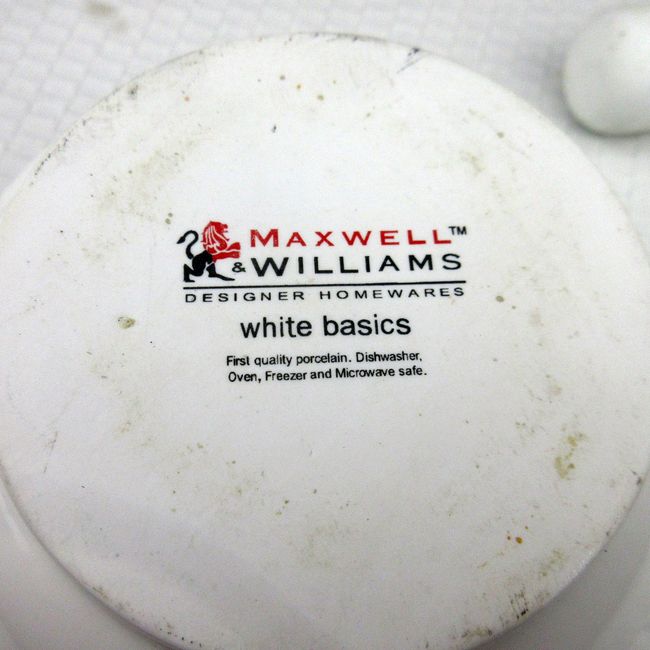 MAXWELL™
& WILLIAMS
DESIGNER HOMEWARES
white basics
First quality porcelain. Dishwasher,
Oven, Freezer and Microwave safe.